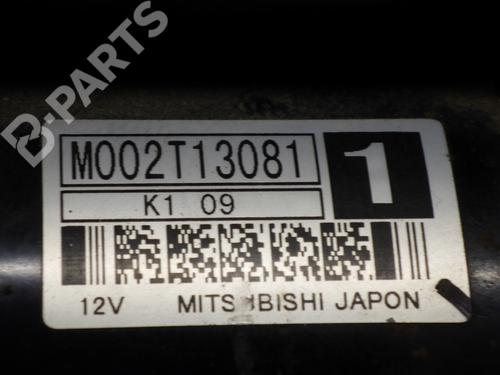 B-PARTS
M002T13081
1
K1 09
12V MITSUBISHI JAPON